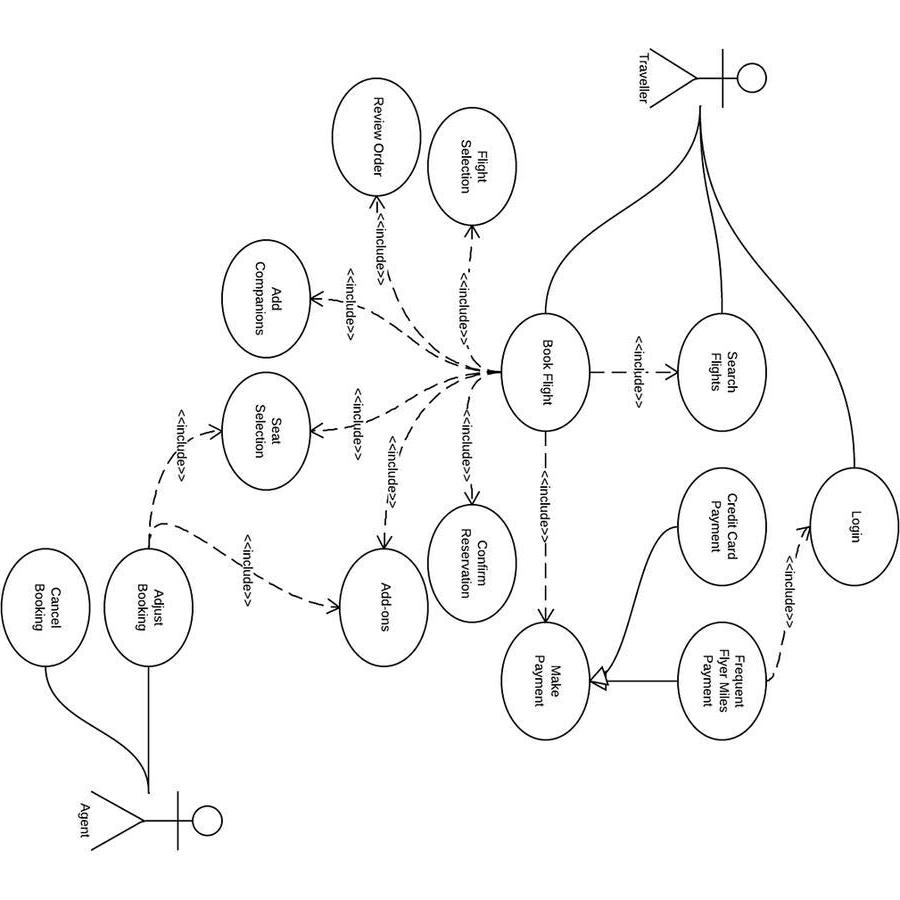 Traveller
Login
Search
Flights
<<include>>
Credit Card
Payment
<<include>>
Frequent
Flyer Miles
Payment
Book Flight
<<include>>
Make
Payment
Flight
Selection
<<include>>
<<include>>
Confirm
Reservation
Review Order
<<include>>
<<include>>
Add-ons
Add
Companions
<<include>>
<<include>>
Seat
Selection
<<include>>
<<include>>
Adjust
Booking
Cancel
Booking
Agent